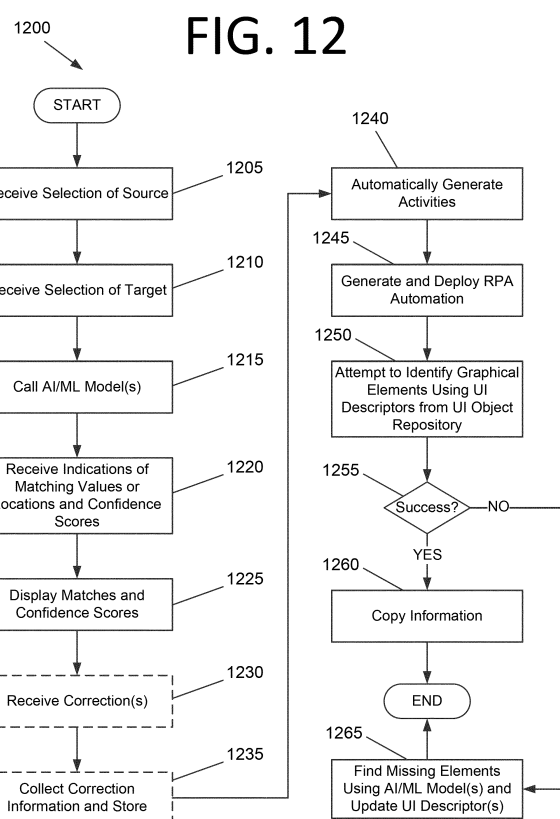 FIG. 12
1200
START
1205
eceive Selection of Source
1210
eceive Selection of Target
1215
Call AI/ML Model(s)
1220
Receive Indications of
Matching Values or
ocations and Confidence
Scores
1225
Display Matches and
Confidence Scores
1230
Receive Correction(s)
1235
Collect Correction
Information and Store
1240
Automatically Generate
Activities
1245
Generate and Deploy RPA
Automation
1250
Attempt to Identify Graphical
Elements Using UI
Descriptors from UI Object
Repository
1255
Success?
NO
YES
1260
Copy Information
END
1265
Find Missing Elements
Using AI/ML Model(s) and
Update UI Descriptor(s)